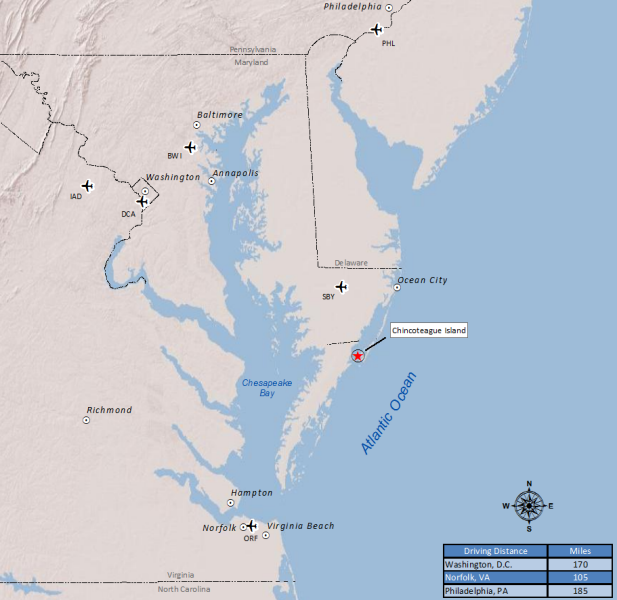 Philadelphia
PHL
Pennsylvania
Maryland
Baltimore
BWI
Washington
Annapolis
IAD
DCA
Delaware
Ocean City
SBY
Chincoteague Island
Chesapeake
Bay
Atlantic Ocean
Richmond
Hampton
Norfolk
Virginia Beach
ORF
N
W
E
S
Driving Distance Miles
Washington, D.C. 170
Norfolk, VA 105
Philadelphia, PA 185
Virginia
North Carolina